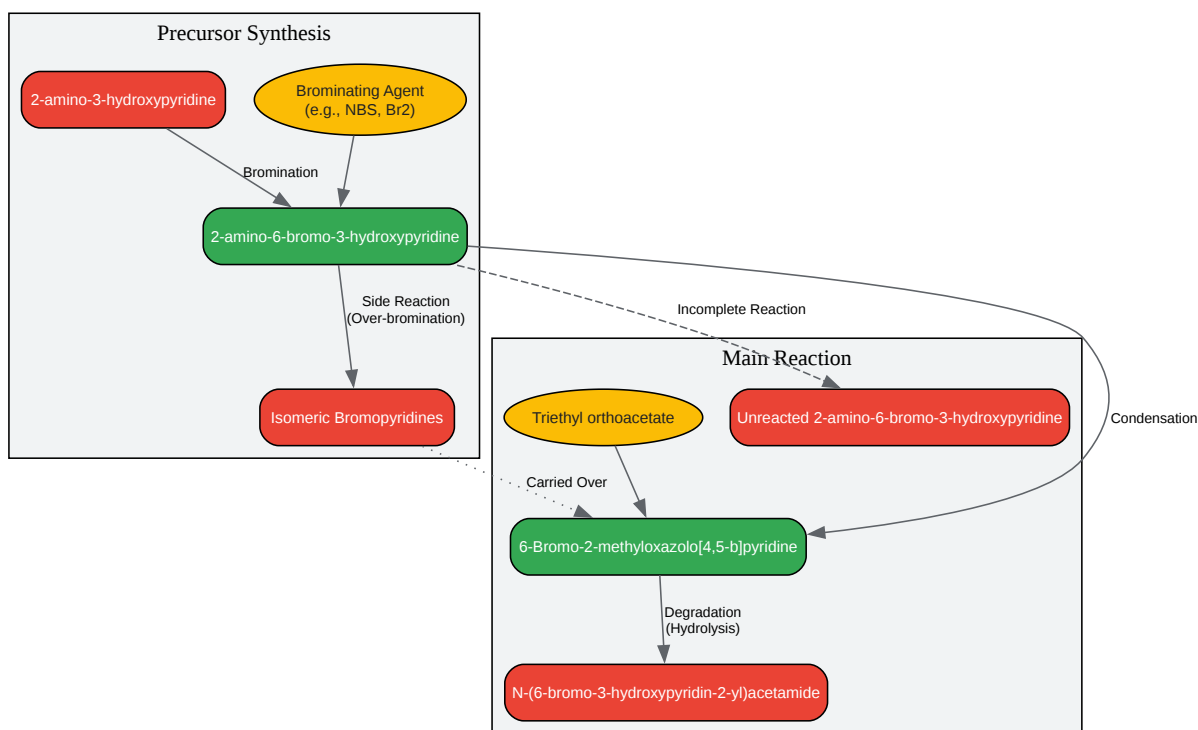 Precursor Synthesis
2-amino-3-hydroxypyridine
Brominating Agent
(e.g., NBS, Br2)
Bromination
2-amino-6-bromo-3-hydroxypyridine
Side Reaction
(Over-bromination)
Incomplete Reaction
Main Reaction
Isomeric Bromopyridines
Triethyl orthoacetate
Unreacted 2-amino-6-bromo-3-hydroxypyridine
Condensation
Carried Over
6-Bromo-2-methyloxazolo[4,5-b]pyridine
Degradation
(Hydrolysis)
N-(6-bromo-3-hydroxypyridin-2-yl)acetamide